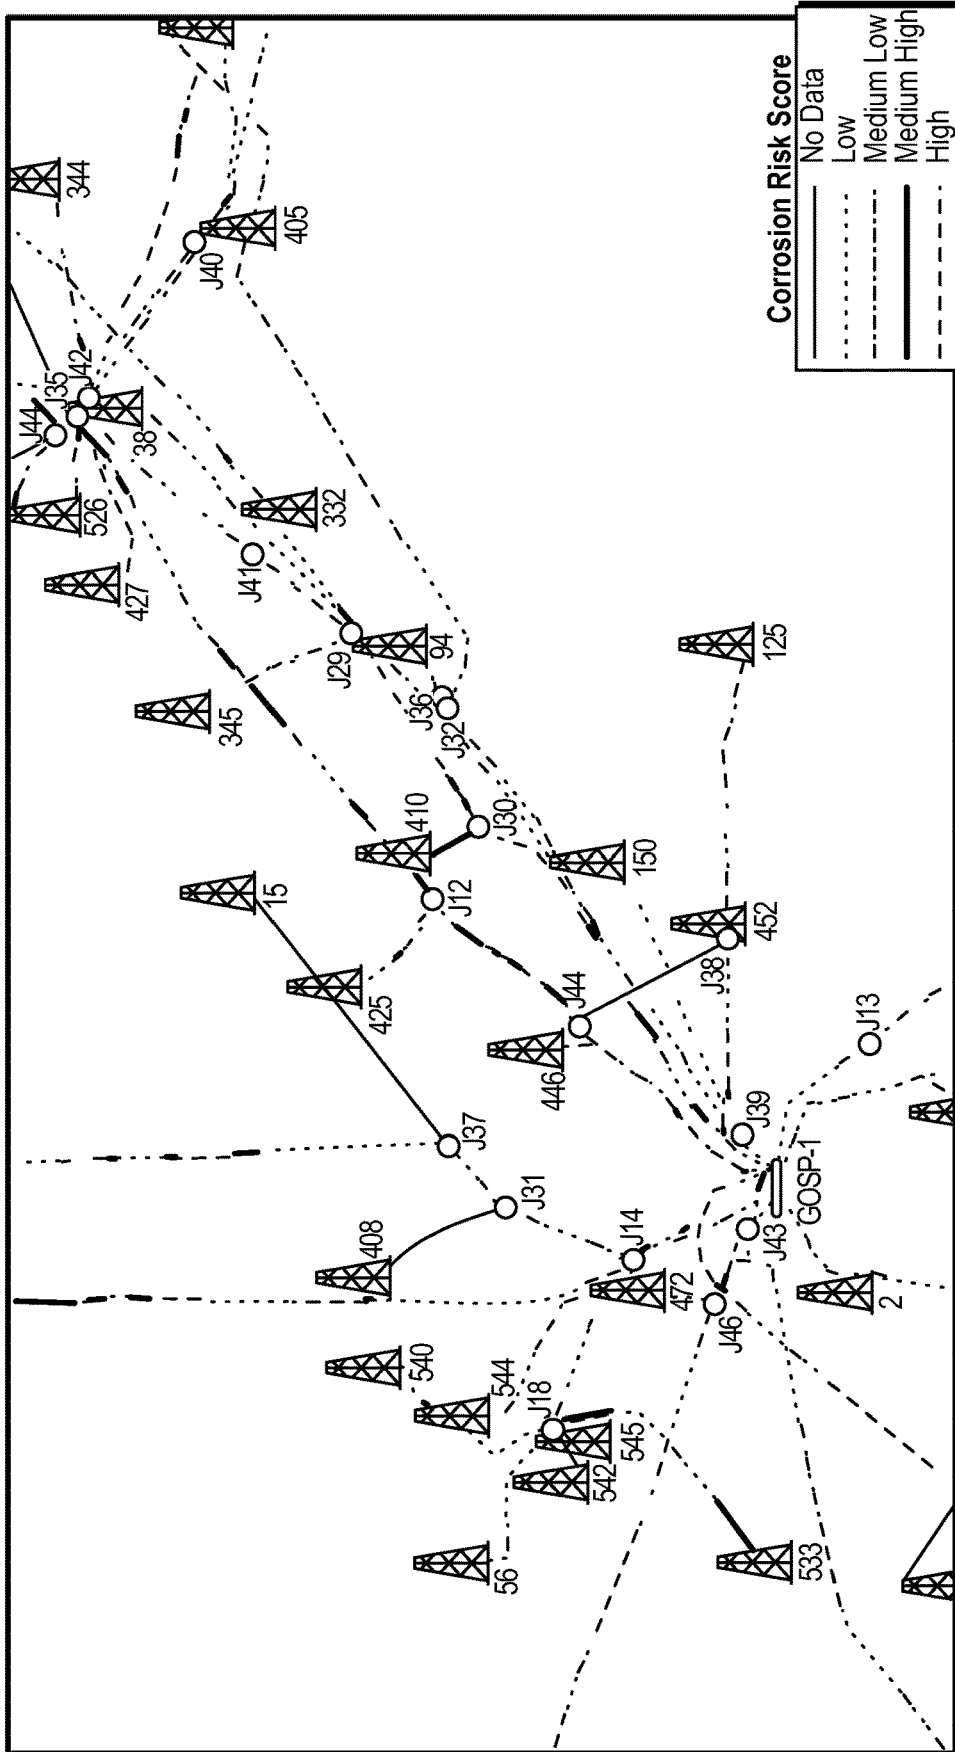 344
J42
J35
J44
38
526
427
J40
405
332
J41
J29
94
345
J36
J32
410
J30
15
J12
425
150
125
452
J38
J44
446
J13
J37
J31
J39
GOSP-1
408
J14
J43
472
J46
2
540
544
J18
545
542
56
533
Corrosion Risk Score
No Data
Low
Medium Low
Medium High
High